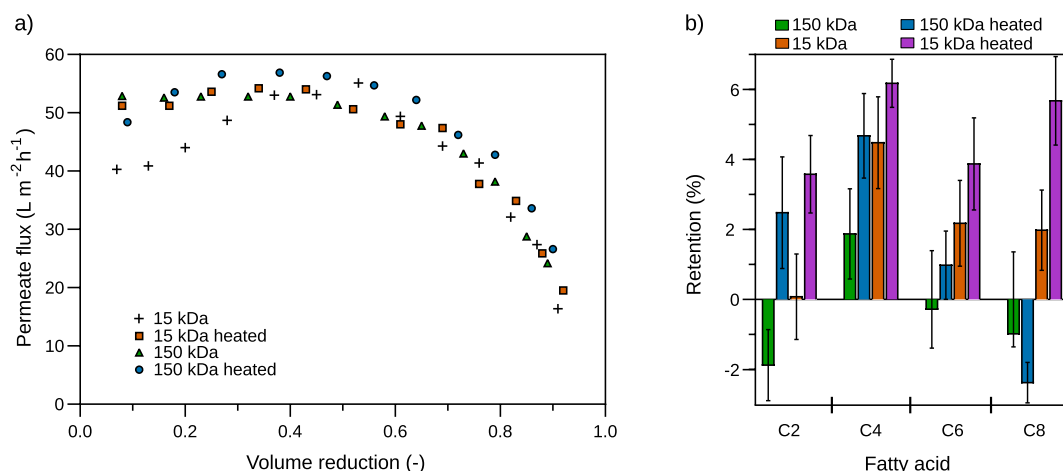 a)
60
50
40
30
20
10
0
Permeate flux (L m-2h-1)
15 kDa
15 kDa heated
150 kDa
150 kDa heated
0.0 0.2 0.4 0.6 0.8 1.0
Volume reduction (-)
b)
150 kDa 150 kDa heated
15 kDa 15 kDa heated
6
4
2
0
-2
Retention (%)
C2 C4 C6 C8
Fatty acid